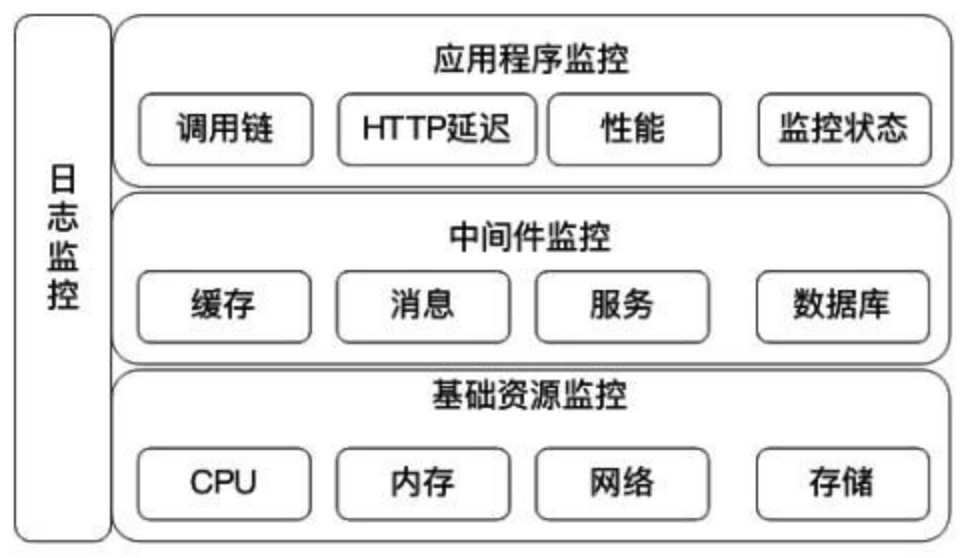 日志监控
应用程序监控
调用链 HTTP延迟 性能 监控状态
中间件监控
缓存 消息 服务 数据库
基础资源监控
CPU 内存 网络 存储